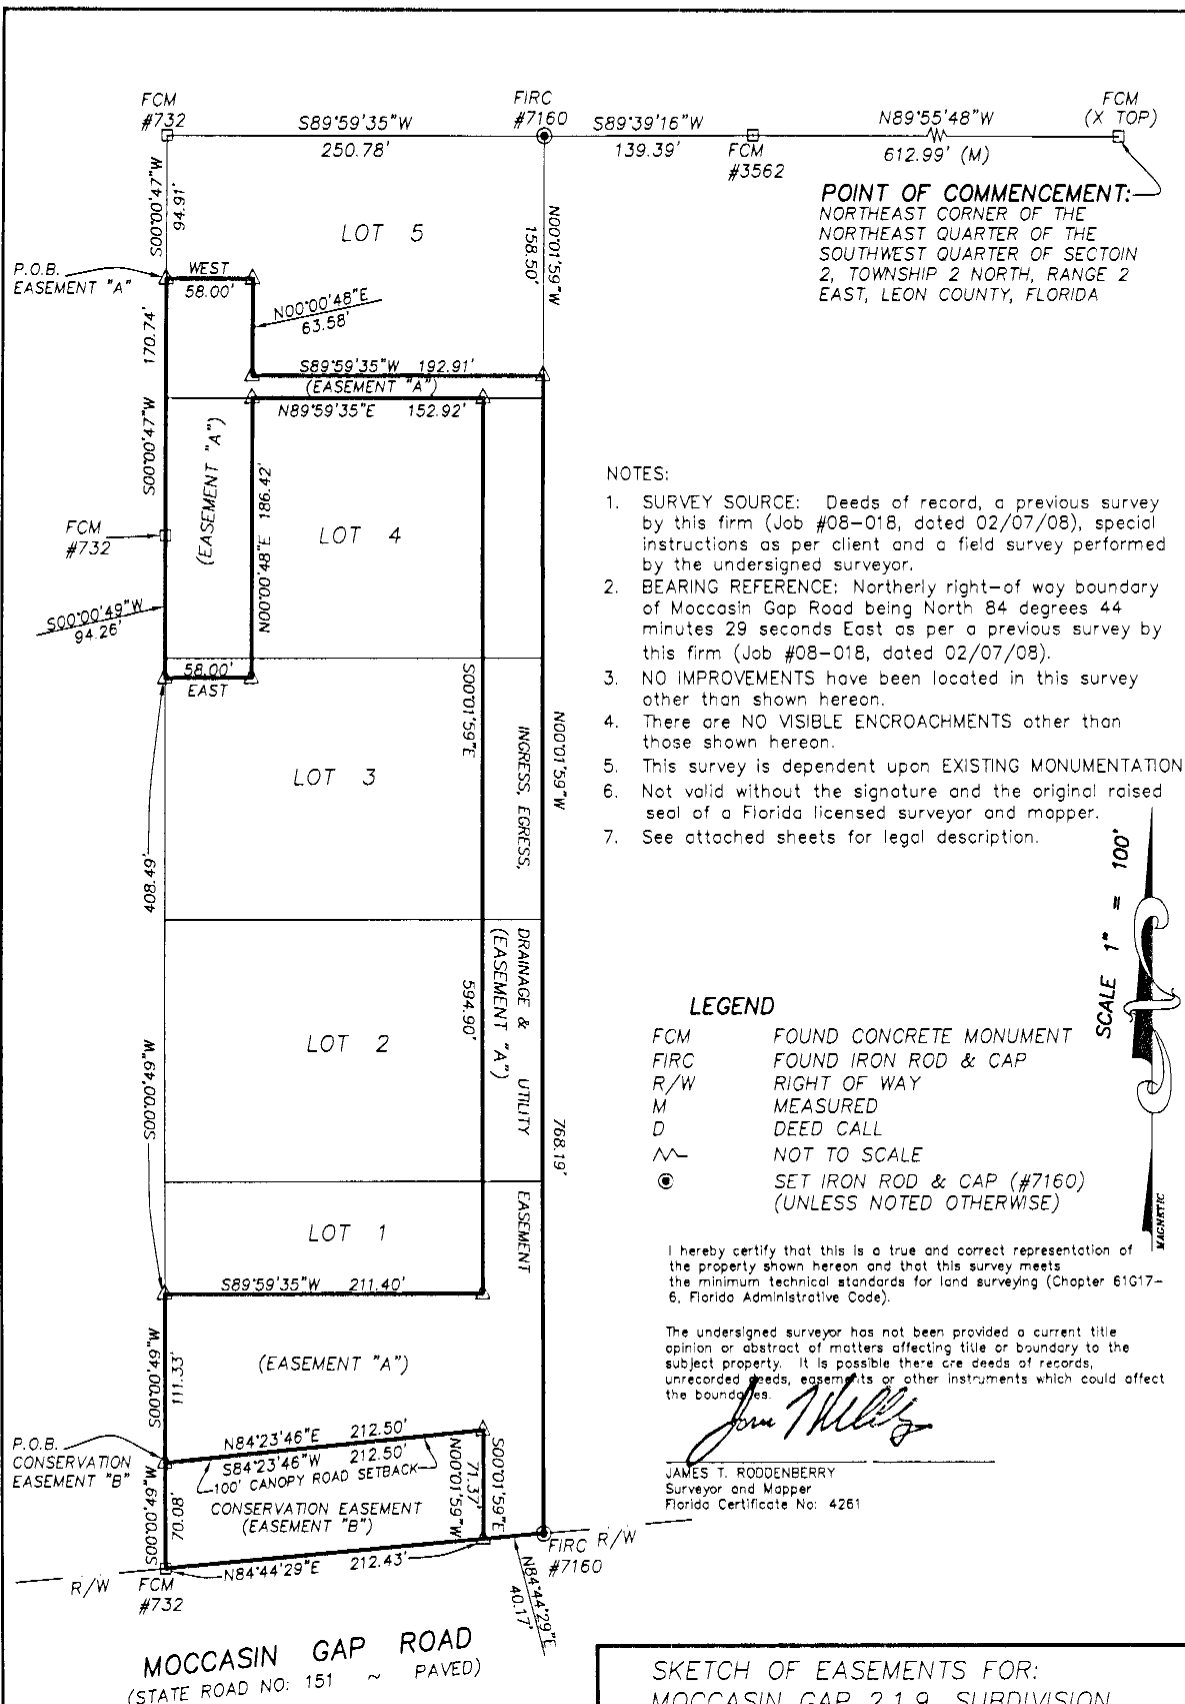 FCM
#732
S89°59'35"W
250.78'
FIRC
#7160
S89°39'16"W
139.39'
FCM
#3562
N89°55'48"W
612.99' (M)
FCM
(X TOP)
POINT OF COMMENCEMENT:
NORTHEAST CORNER OF THE
NORTHEAST QUARTER OF THE
SOUTHWEST QUARTER OF SECTOIN
2, TOWNSHIP 2 NORTH, RANGE 2
EAST, LEON COUNTY, FLORIDA
S00°00'47"W
94.91'
LOT 5
N00°01'59"W
158.50'
P.O.B.
EASEMENT "A"
WEST
58.00'
N00°00'48"E
63.58'
170.74'
S00°00'47"W
S89°59'35"W 192.91'
(EASEMENT "A")
N89°59'35"E 152.92'
(EASEMENT "A")
N00°00'48"E 186.42'
LOT 4
FCM
#732
S00°00'49"W
94.26'
58.00'
EAST
S00°01'59"E
594.90'
N00°01'59"W
768.19'
INGRESS, EGRESS,
DRAINAGE & UTILITY
EASEMENT
(EASEMENT "A")
LOT 3
408.49'
S00°00'49"W
LOT 2
LOT 1
S89°59'35"W 211.40'
S00°00'49"W
111.33'
(EASEMENT "A")
P.O.B.
CONSERVATION
EASEMENT "B"
N84°23'46"E 212.50'
S84°23'46"W 212.50'
100' CANOPY ROAD SETBACK
CONSERVATION EASEMENT
(EASEMENT "B")
S00°00'49"W
70.08'
N00°01'59"W
71.37'
S00°01'59"E
N84°44'29"E 212.43'
N84°44'29"E
40.17'
FIRC
#7160
R/W
R/W
FCM
#732
MOCCASIN GAP ROAD
(STATE ROAD NO: 151 ~ PAVED)
NOTES:
1. SURVEY SOURCE: Deeds of record, a previous survey
by this firm (Job #08-018, dated 02/07/08), special
instructions as per client and a field survey performed
by the undersigned surveyor.
2. BEARING REFERENCE: Northerly right-of way boundary
of Moccasin Gap Road being North 84 degrees 44
minutes 29 seconds East as per a previous survey by
this firm (Job #08-018, dated 02/07/08).
3. NO IMPROVEMENTS have been located in this survey
other than shown hereon.
4. There are NO VISIBLE ENCROACHMENTS other than
those shown hereon.
5. This survey is dependent upon EXISTING MONUMENTATION
6. Not valid without the signature and the original raised
seal of a Florida licensed surveyor and mapper.
7. See attached sheets for legal description.
SCALE 1" = 100'
MAGNETIC
LEGEND
FCM FOUND CONCRETE MONUMENT
FIRC FOUND IRON ROD & CAP
R/W RIGHT OF WAY
M MEASURED
D DEED CALL
NOT TO SCALE
SET IRON ROD & CAP (#7160)
(UNLESS NOTED OTHERWISE)
I hereby certify that this is a true and correct representation of
the property shown hereon and that this survey meets
the minimum technical standards for land surveying (Chapter 61G17-
6, Florida Administrative Code).
The undersigned surveyor has not been provided a current title
opinion or abstract of matters affecting title or boundary to the
subject property. It is possible there are deeds of records,
unrecorded deeds, easements or other instruments which could affect
the boundaries.
JAMES T. RODDENBERRY
Surveyor and Mapper
Florida Certificate No: 4261
SKETCH OF EASEMENTS FOR:
MOCCASIN GAP 2.1.9. SUBDIVISION